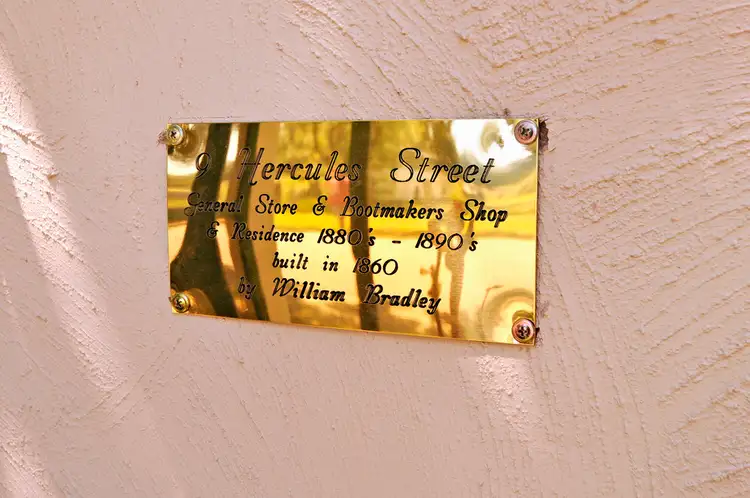 9 Hercules Street
General Store & Bootmakers Shop
& Residence 1880's - 1890's
built in 1860
by William Bradley